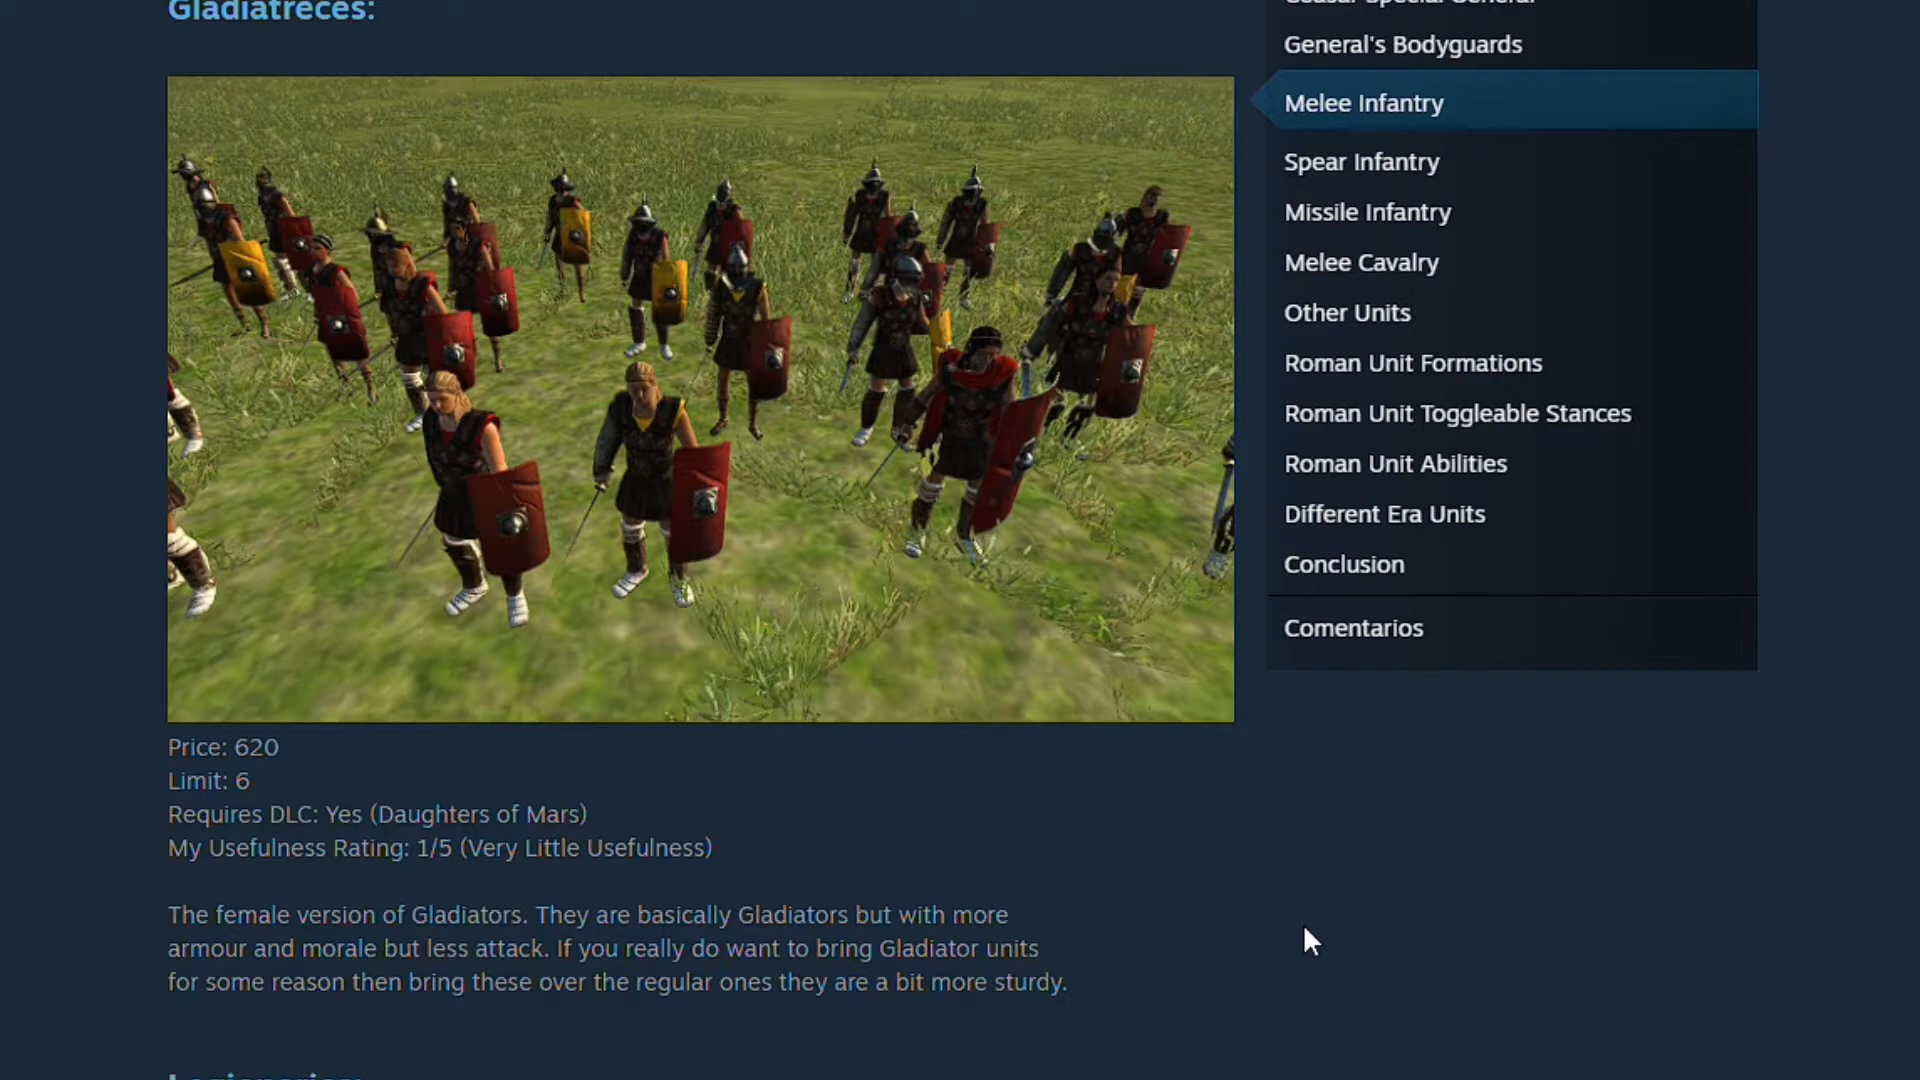 Gladiatreces:
General's Bodyguards
Melee Infantry
Spear Infantry
Missile Infantry
Melee Cavalry
Other Units
Roman Unit Formations
Roman Unit Toggleable Stances
Roman Unit Abilities
Different Era Units
Conclusion
Comentarios
Price: 620
Limit: 6
Requires DLC: Yes (Daughters of Mars)
My Usefulness Rating: 1/5 (Very Little Usefulness)
The female version of Gladiators. They are basically Gladiators but with more
armour and morale but less attack. If you really do want to bring Gladiator units
for some reason then bring these over the regular ones they are a bit more sturdy.